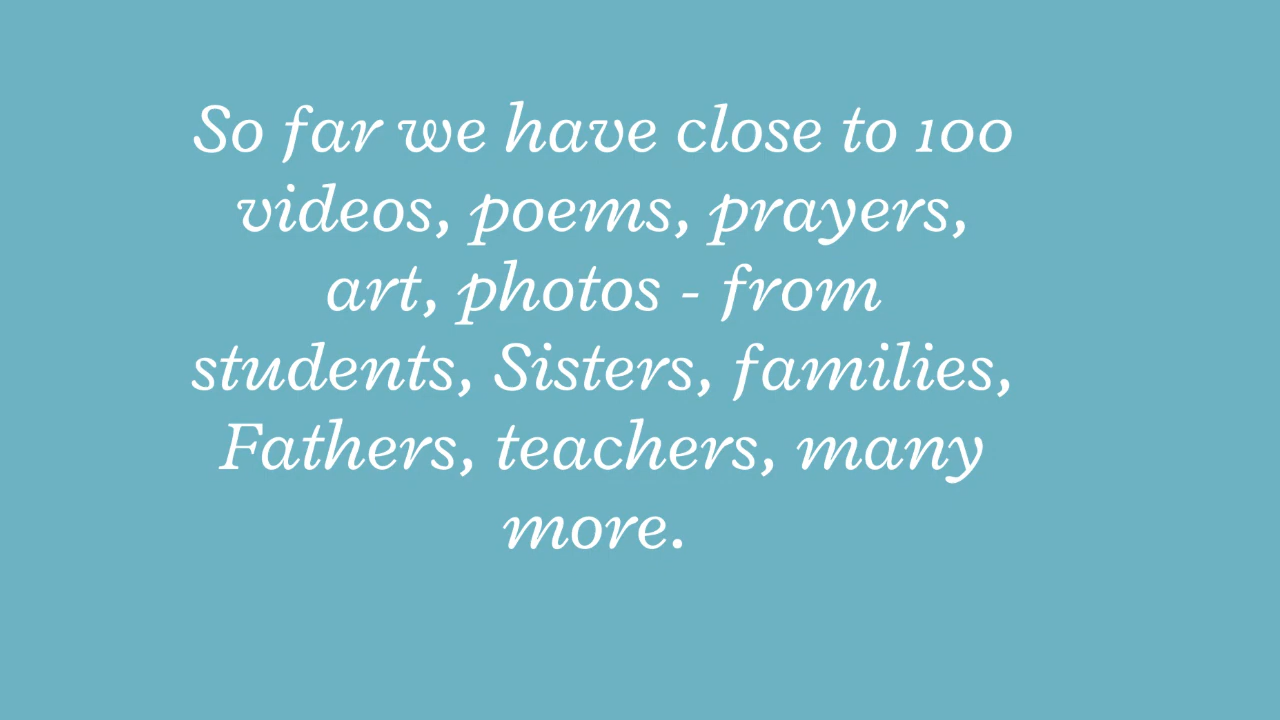 So far we have close to 100
videos, poems, prayers,
art, photos - from
students, Sisters, families,
Fathers, teachers, many
more.